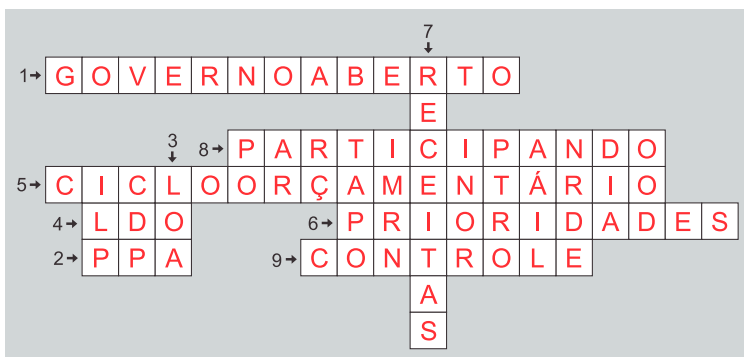 7
1 GOVERNOABERTO
E
3 8 PARTICIPANDO
5 CICLOORÇAMENTÁRIO
4 LDO 6 PRIORIDADES
2 PPA 9 CONTROLE
A
S